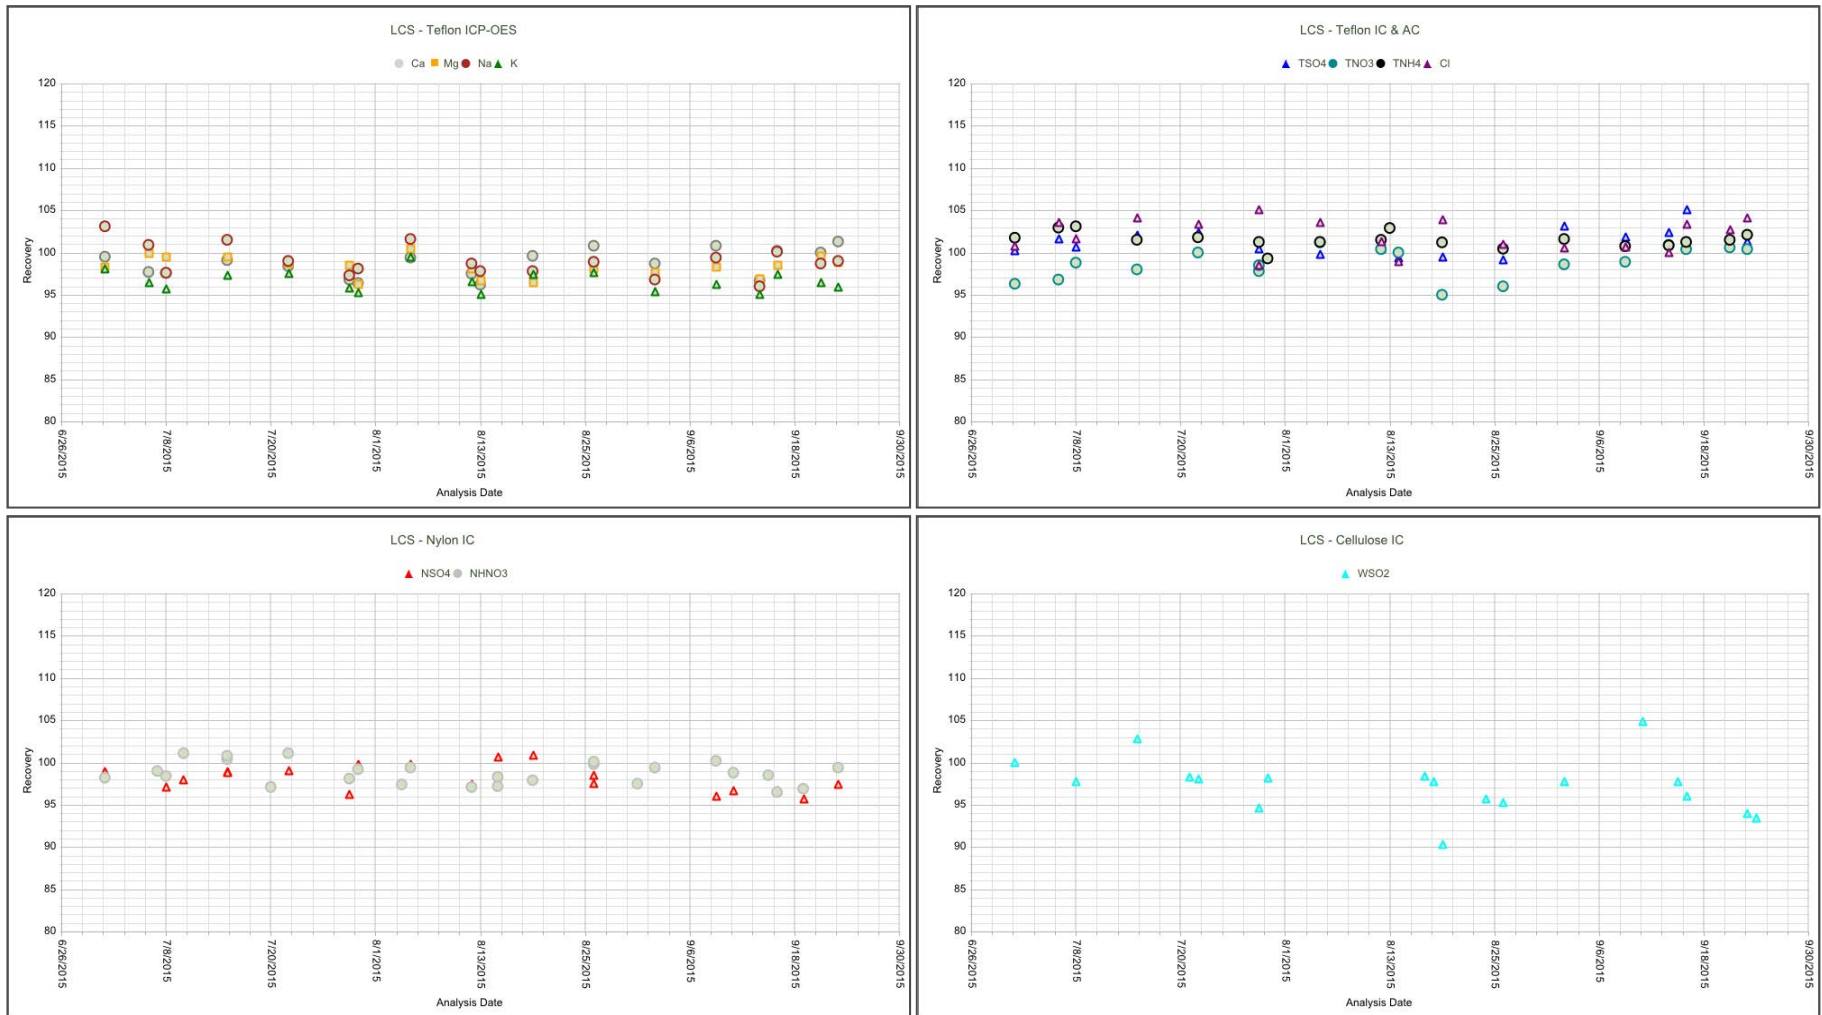 LCS - Teflon ICP-OES
Ca Mg Na K
120
115
110
105
100
95
90
85
80
Recovery
6/26/2015 7/8/2015 7/20/2015 8/1/2015 8/13/2015 8/25/2015 9/6/2015 9/18/2015 9/30/2015
Analysis Date
LCS - Teflon IC & AC
TSO4 TNO3 TNH4 Cl
120
115
110
105
100
95
90
85
80
Recovery
6/26/2015 7/8/2015 7/20/2015 8/1/2015 8/13/2015 8/25/2015 9/6/2015 9/18/2015 9/30/2015
Analysis Date
LCS - Nylon IC
NSO4 NHNO3
120
115
110
105
100
95
90
85
80
Recovery
6/26/2015 7/8/2015 7/20/2015 8/1/2015 8/13/2015 8/25/2015 9/6/2015 9/18/2015 9/30/2015
Analysis Date
LCS - Cellulose IC
WSO2
120
115
110
105
100
95
90
85
80
Recovery
6/26/2015 7/8/2015 7/20/2015 8/1/2015 8/13/2015 8/25/2015 9/6/2015 9/18/2015 9/30/2015
Analysis Date